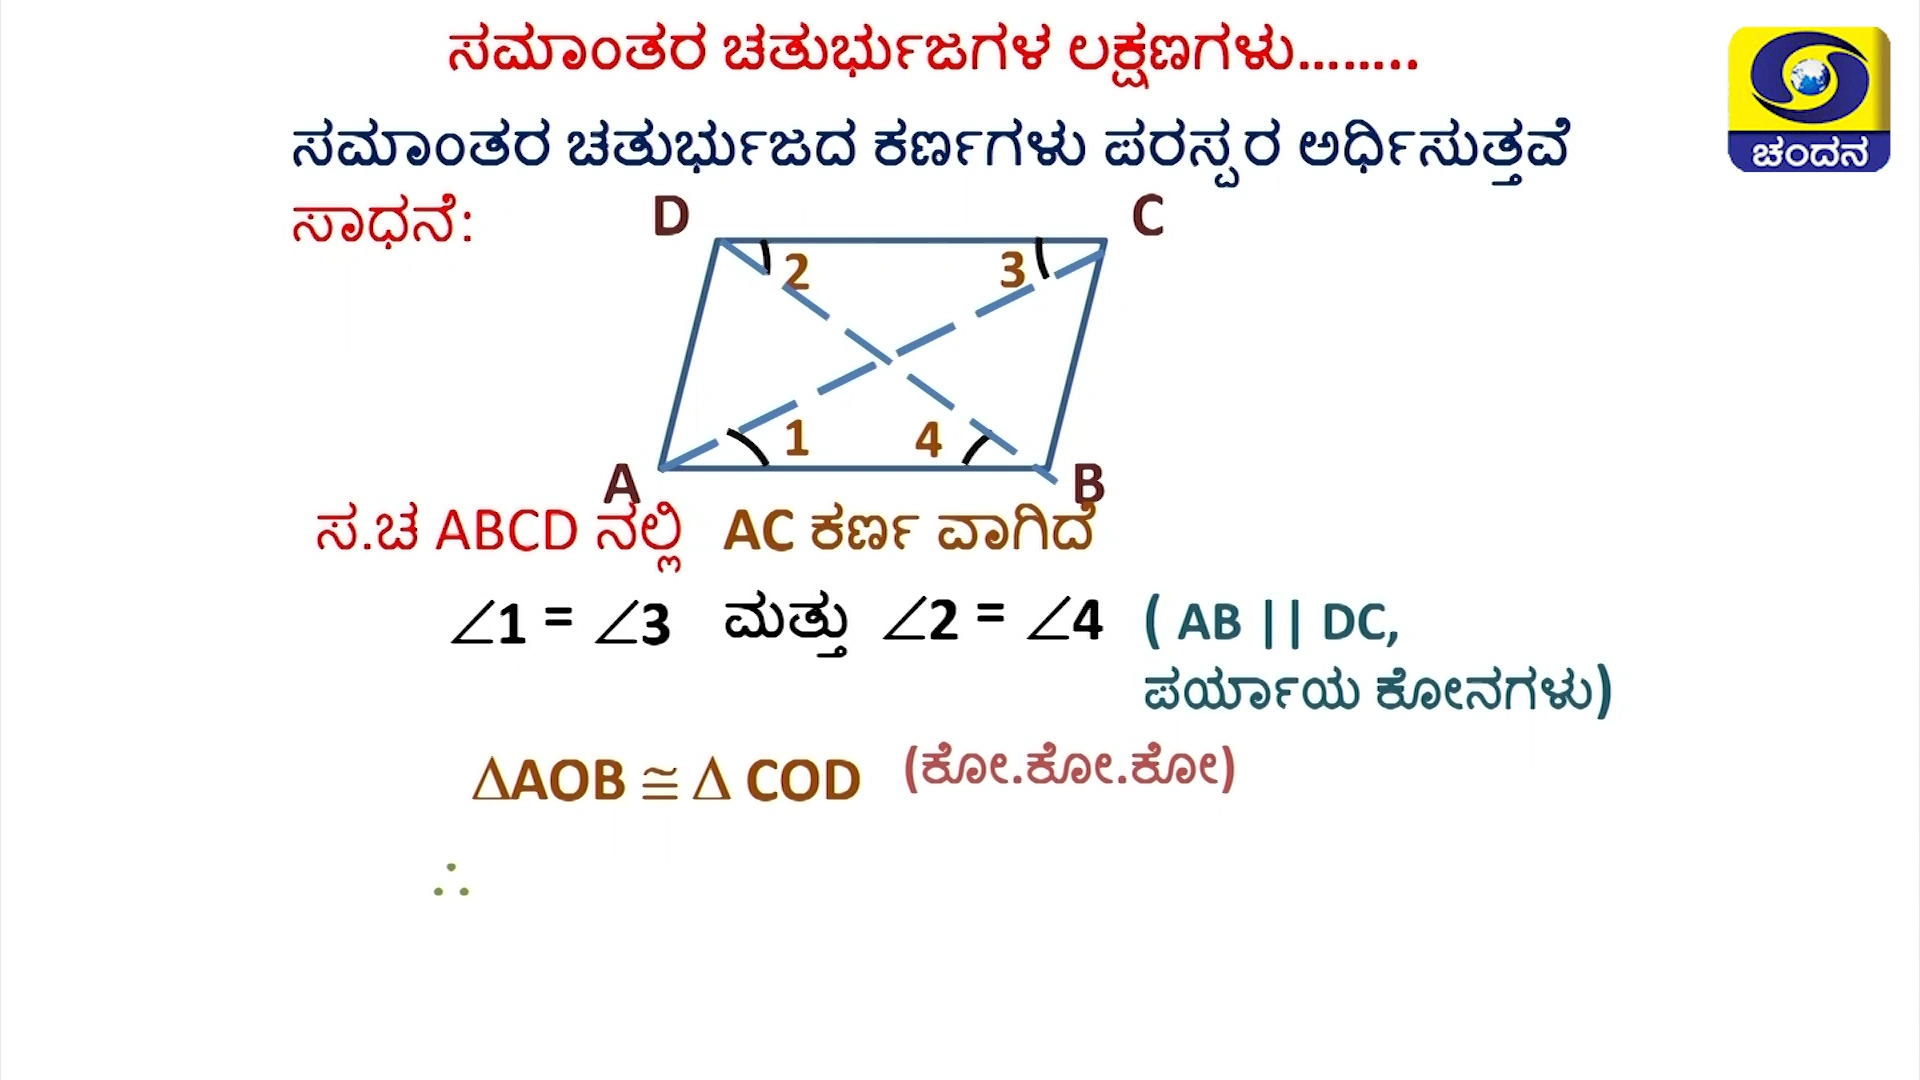 ಸಮಾಂತರ ಚತುರ್ಭುಜಗಳ ಲಕ್ಷಣಗಳು……..
ಚಂದನ
ಸಮಾಂತರ ಚತುರ್ಭುಜದ ಕರ್ಣಗಳು ಪರಸ್ಪರ ಅರ್ಧಿಸುತ್ತವೆ
ಸಾಧನೆ:
D C
2 3
1 4
A B
ಸ.ಚ ABCD ನಲ್ಲಿ AC ಕರ್ಣ ವಾಗಿದೆ
∠1 = ∠3 ಮತ್ತು ∠2 = ∠4 ( AB || DC,
ಪರ್ಯಾಯ ಕೋನಗಳು)
ΔAOB ≅ Δ COD (ಕೋ.ಕೋ.ಕೋ)
∴